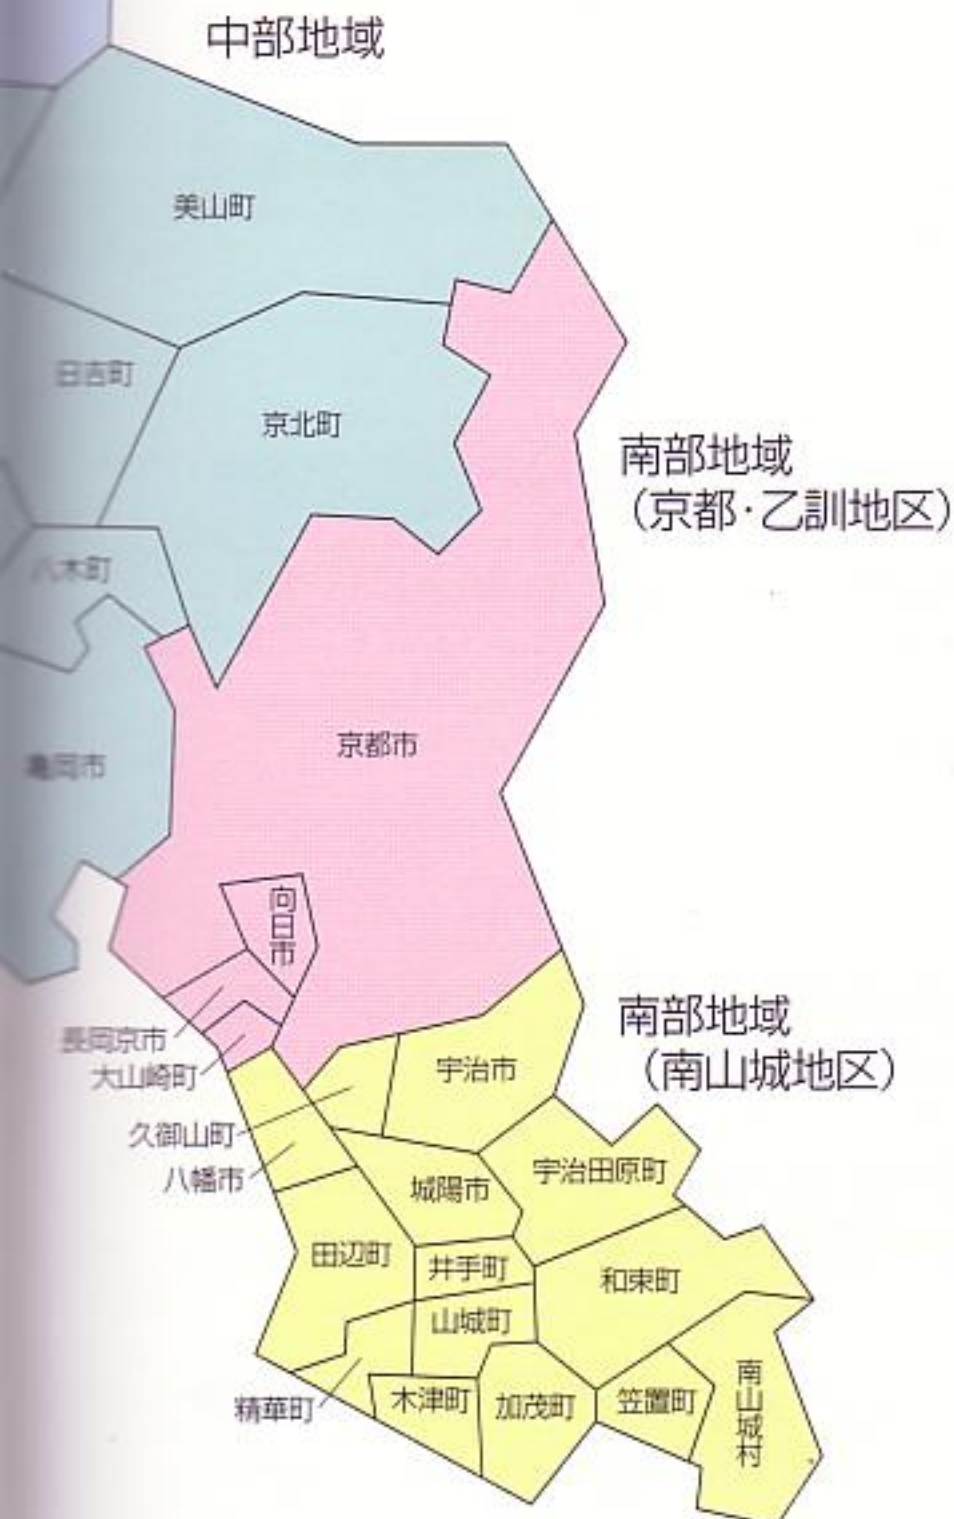 中部地域
美山町
日吉町
京北町
南部地域
(京都・乙訓地区)
八木町
京都市
亀岡市
向日市
南部地域
(南山城地区)
長岡京市
大山崎町
宇治市
久御山町
八幡市
城陽市
宇治田原町
田辺町
井手町
和束町
山城町
精華町
木津町
加茂町
笠置町
南山城村